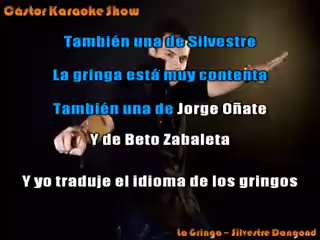 Cástor Karaoke Show
También una de Silvestre
La gringa está muy contenta
También una de Jorge Oñate
Y de Beto Zabaleta
Y yo traduje el idioma de los gringos
La Gringa - Silvestre Dangond